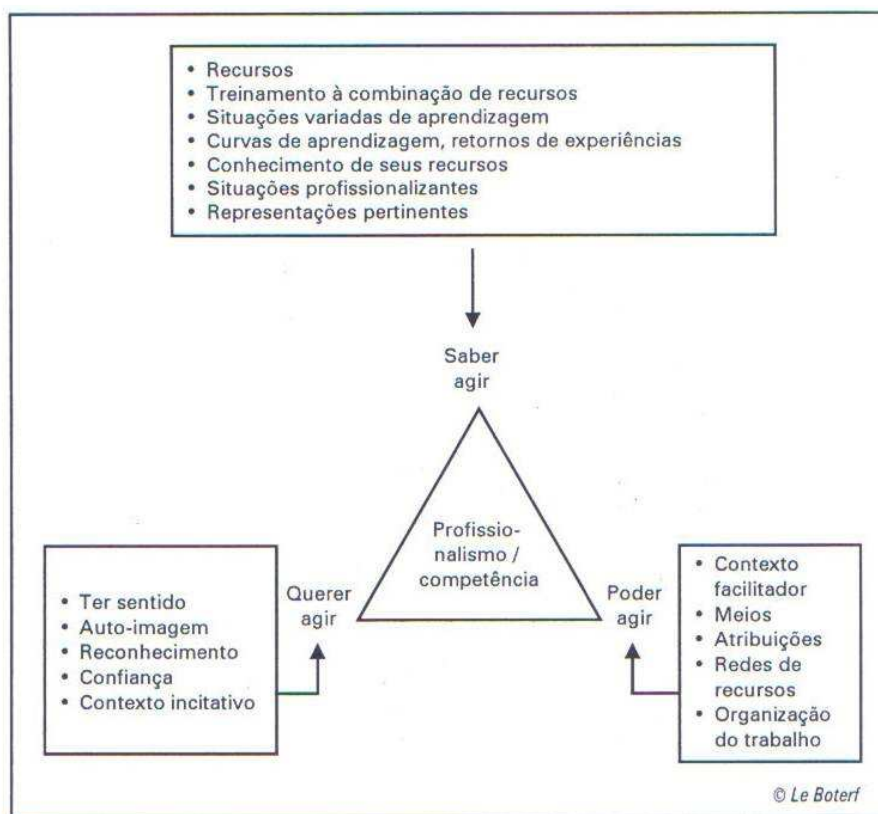 • Recursos
• Treinamento à combinação de recursos
• Situações variadas de aprendizagem
• Curvas de aprendizagem, retornos de experiências
• Conhecimento de seus recursos
• Situações profissionalizantes
• Representações pertinentes
Saber
agir
Profissio-
nalismo /
competência
Querer
agir
Poder
agir
• Ter sentido
• Auto-imagem
• Reconhecimento
• Confiança
• Contexto incitativo
• Contexto
facilitador
• Meios
• Atribuições
• Redes de
recursos
• Organização
do trabalho
© Le Boterf